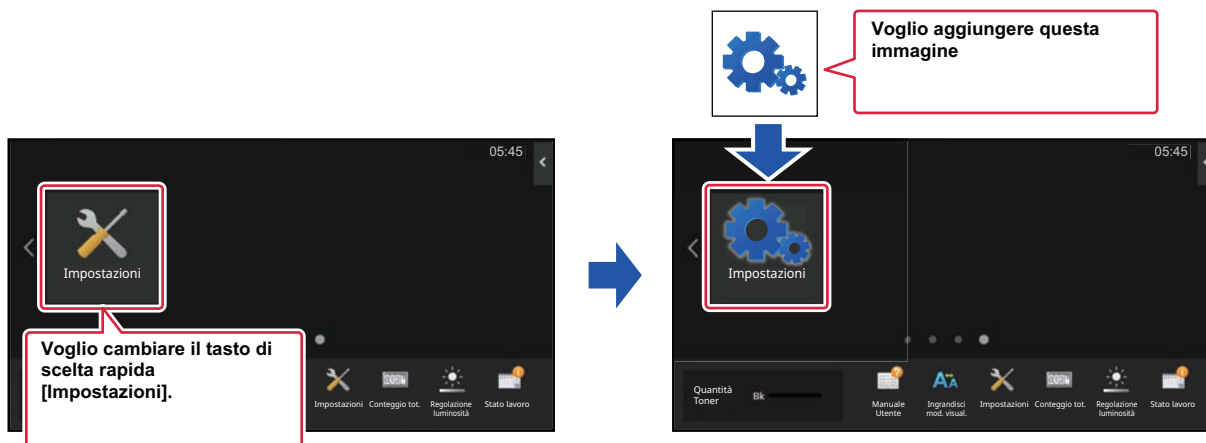 Voglio aggiungere questa
immagine
05:45
Impostazioni
Voglio cambiare il tasto di
scelta rapida
[Impostazioni].
Impostazioni
Conteggio tot.
Regolazione
luminosità
Stato lavoro
05:45
Impostazioni
Quantità
Toner
Bk
Manuale
Utente
Ingrandisci
mod. visual.
Impostazioni
Conteggio tot.
Regolazione
luminosità
Stato lavoro